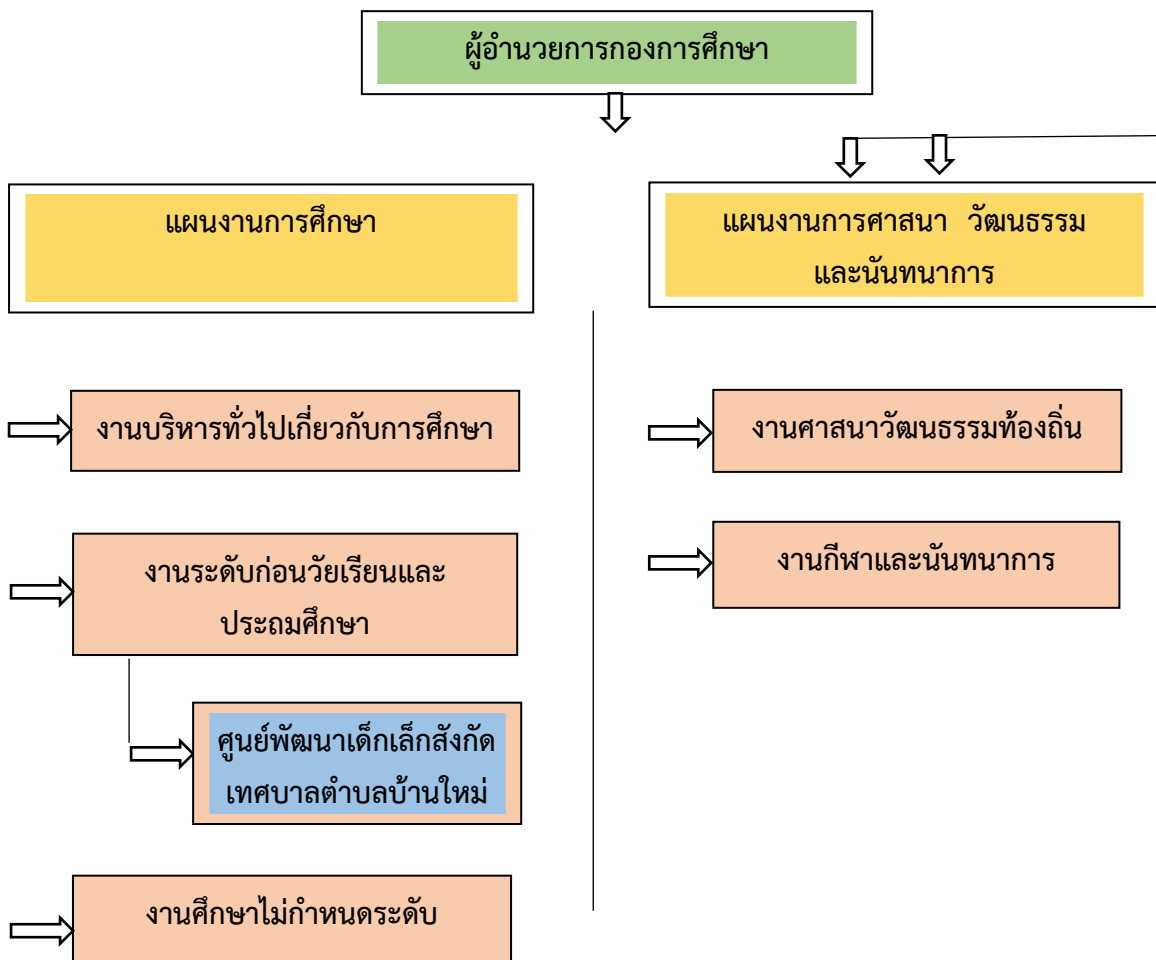 ผู้อำนวยการกองการศึกษา
แผนงานการศึกษา
แผนงานการศาสนา วัฒนธรรม
และนันทนาการ
งานบริหารทั่วไปเกี่ยวกับการศึกษา
งานระดับก่อนวัยเรียนและ
ประถมศึกษา
ศูนย์พัฒนาเด็กเล็กสังกัด
เทศบาลตำบลบ้านใหม่
งานศึกษาไม่กำหนดระดับ
งานศาสนาวัฒนธรรมท้องถิ่น
งานกีฬาและนันทนาการ